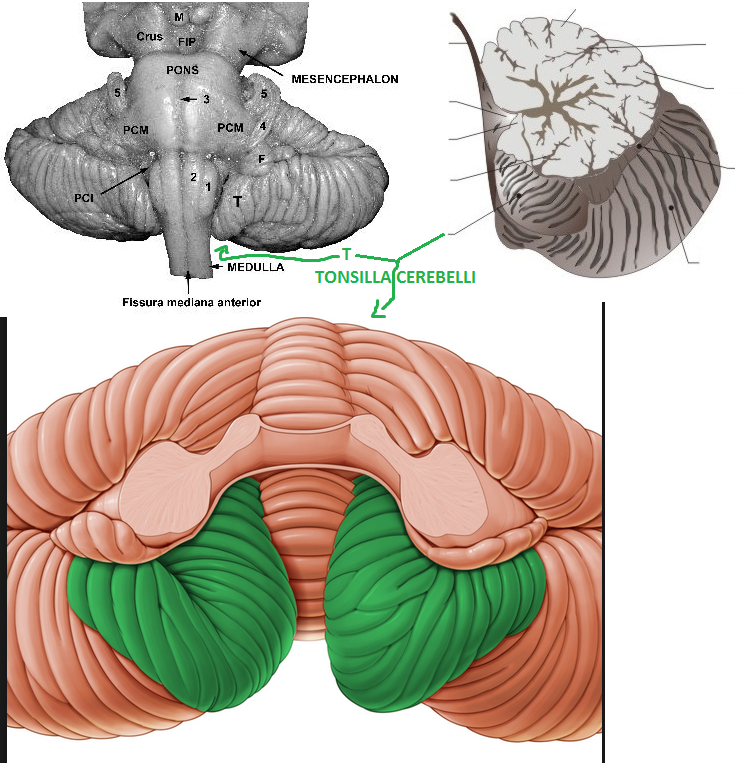 M
Crus
FIP
PONS
MESENCEPHALON
5
5
3
PCM
PCM
4
F
PCI
2
1
T
MEDULLA
T
TONSILLA CEREBELLI
Fissura mediana anterior